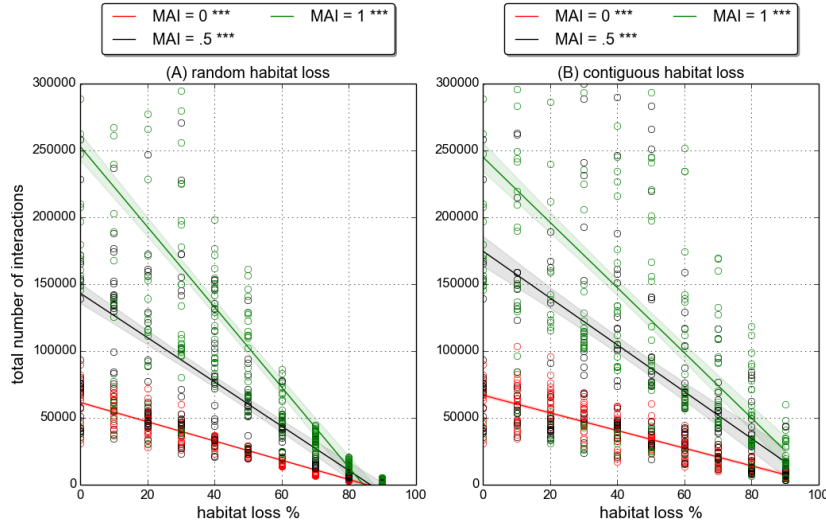 MAI = 0 *** MAI = 1 ***
MAI = .5 ***
MAI = 0 *** MAI = 1 ***
MAI = .5 ***
(A) random habitat loss
(B) contiguous habitat loss
300000
250000
200000
150000
100000
50000
0
total number of interactions
0 20 40 60 80 100
habitat loss %
300000
250000
200000
150000
100000
50000
0
0 20 40 60 80 100
habitat loss %